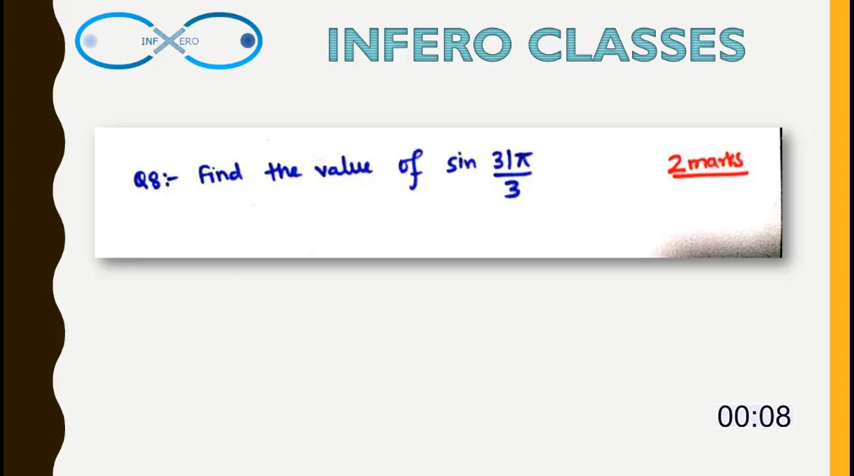 INF ERO
INFERO CLASSES
Q8:- Find the value of sin 31π/3
2 marks
00:08